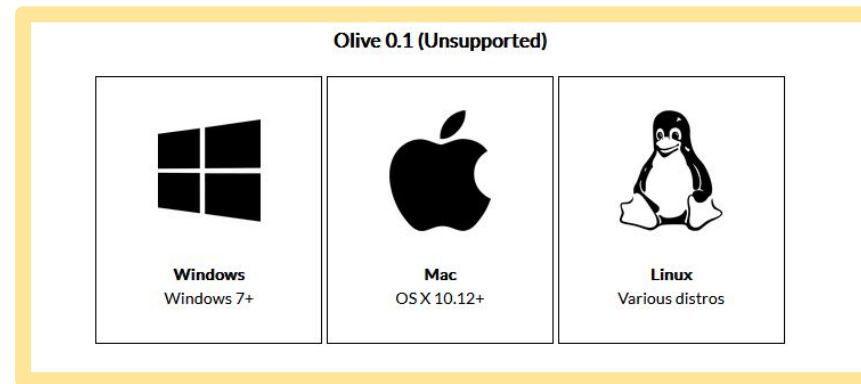 Olive 0.1 (Unsupported)
Windows
Windows 7+
Mac
OS X 10.12+
Linux
Various distros